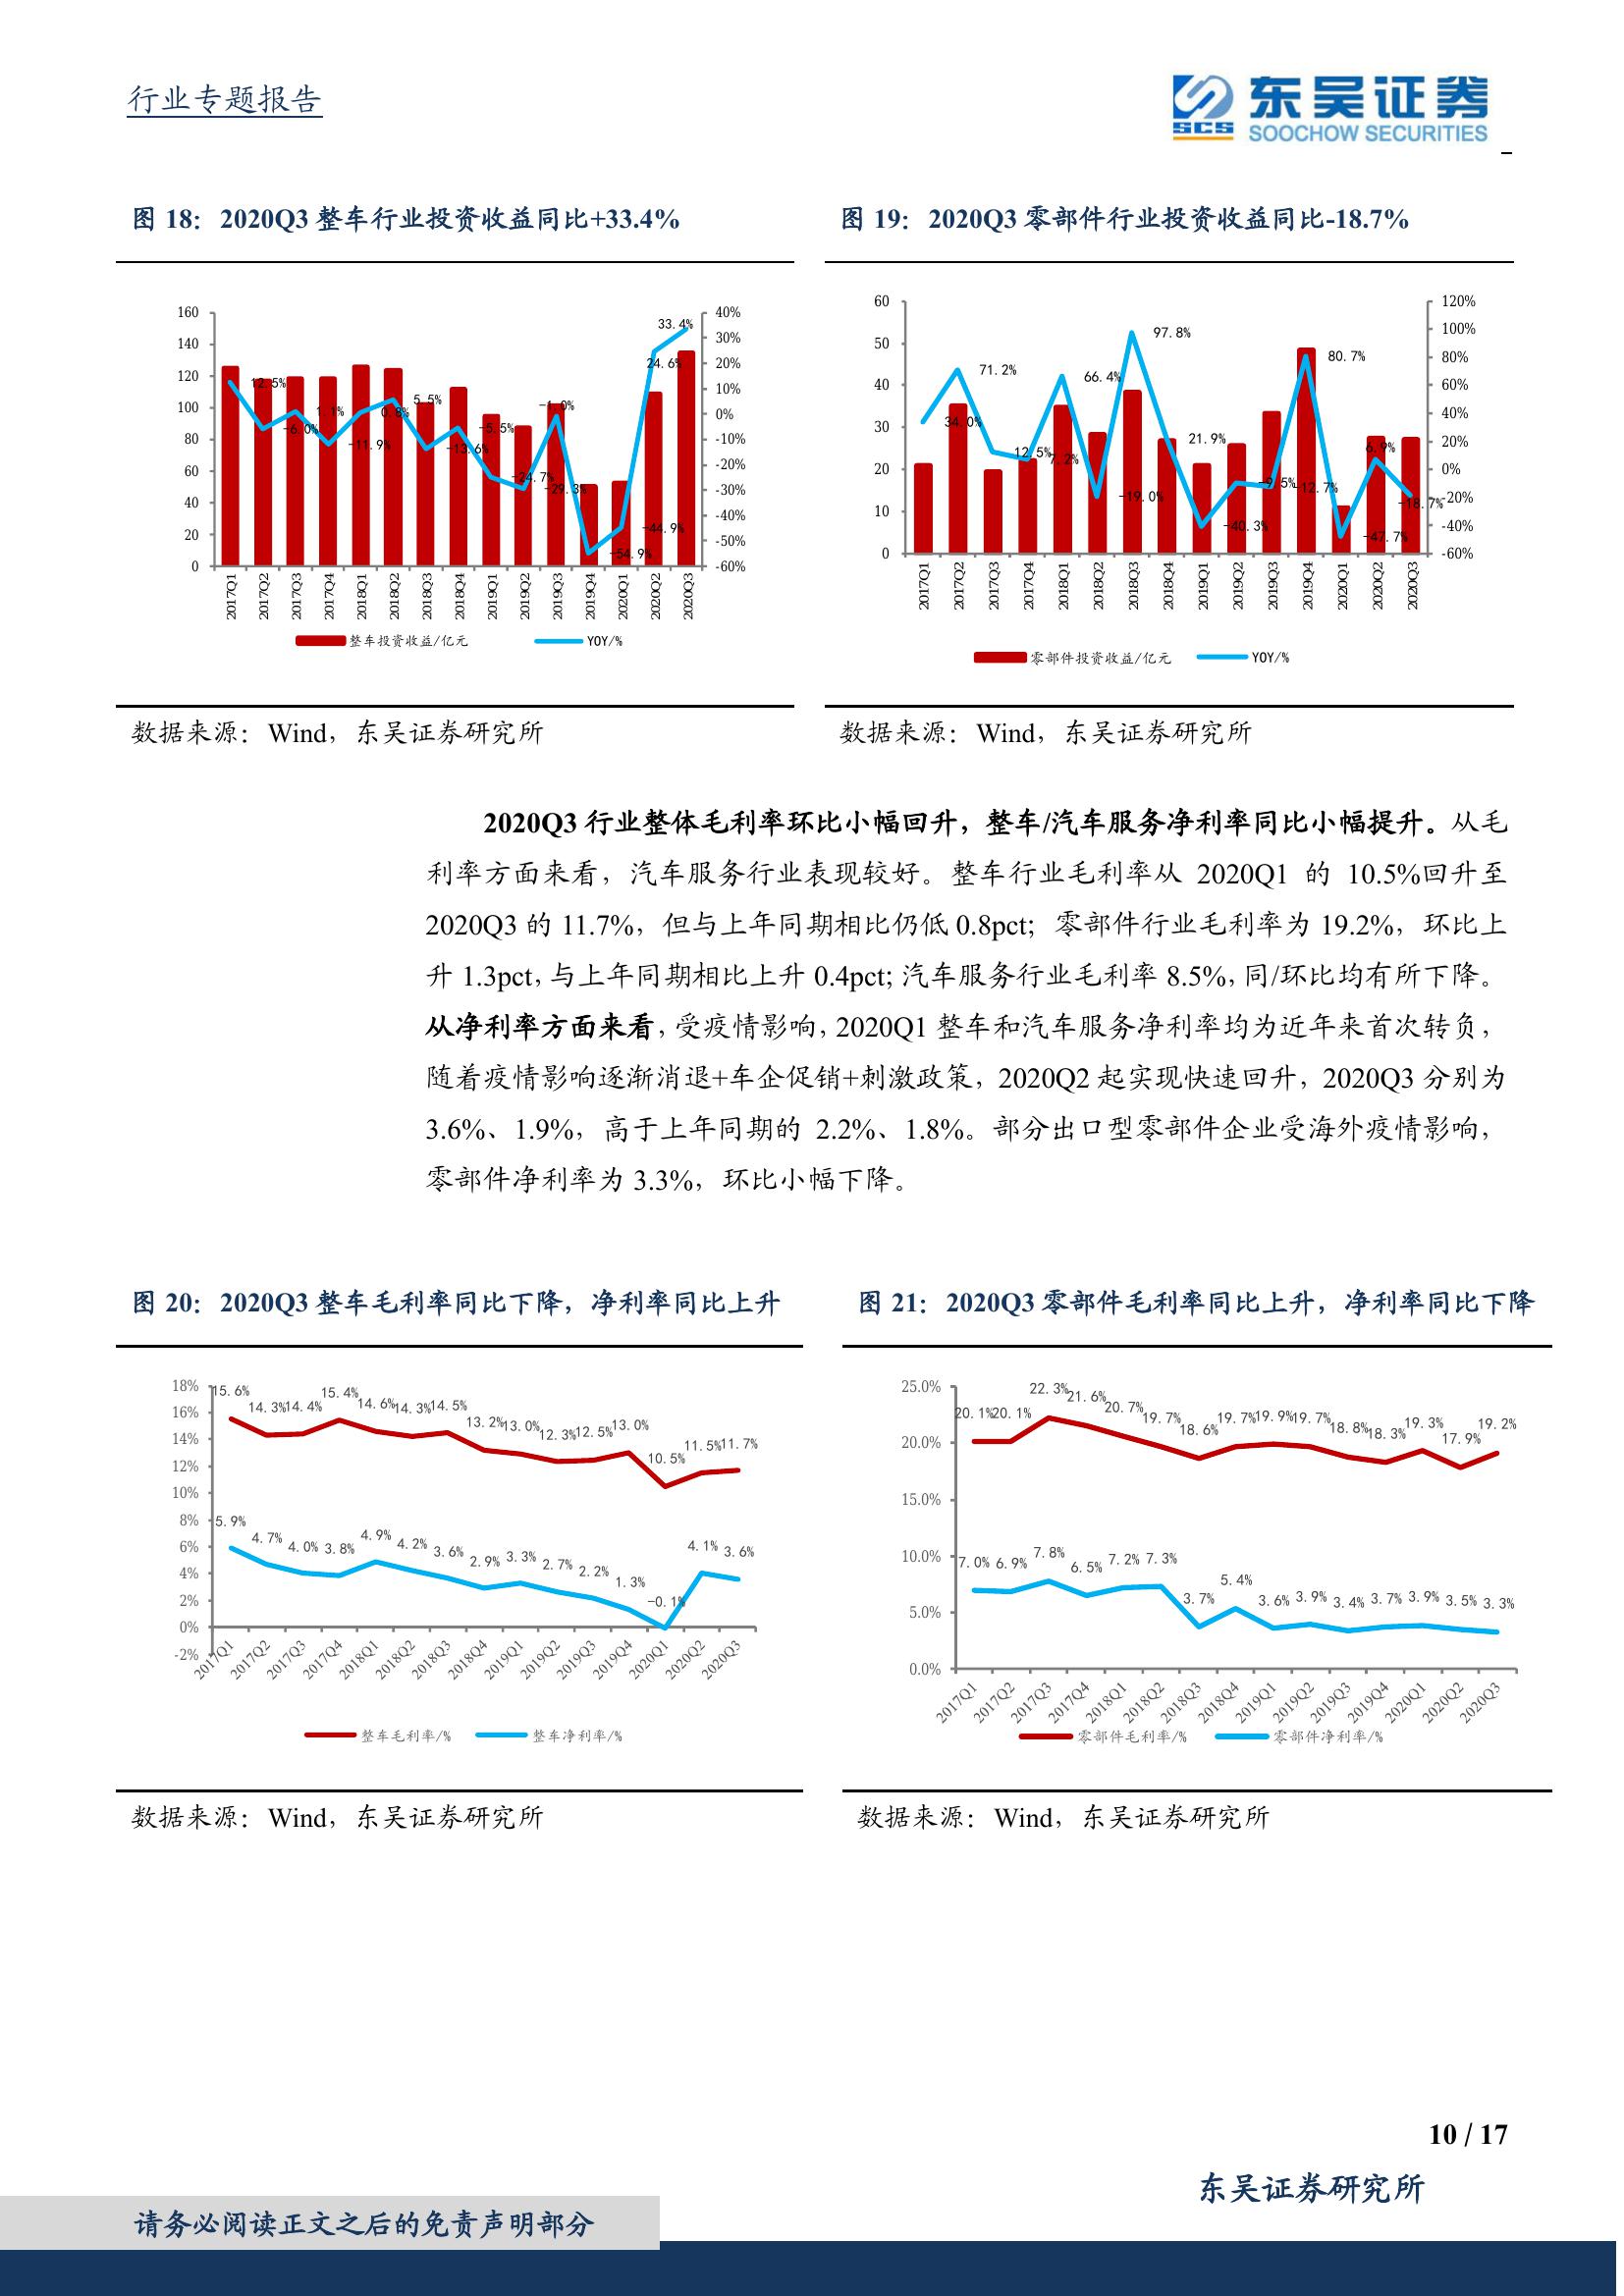 行业专题报告
东吴证券
SCS
SOOCHOW SECURITIES
图 18：2020Q3 整车行业投资收益同比+33.4%
160
140
120
100
80
60
40
20
0
40%
30%
20%
10%
0%
-10%
-20%
-30%
-40%
-50%
-60%
12.5%
-6.0%
1.1%
-11.9%
0.8%
5.5%
-13.6%
-5.5%
-24.7%
-29.3%
-1.0%
-54.9%
-44.9%
24.6%
33.4%
2017Q1
2017Q2
2017Q3
2017Q4
2018Q1
2018Q2
2018Q3
2018Q4
2019Q1
2019Q2
2019Q3
2019Q4
2020Q1
2020Q2
2020Q3
整车投资收益/亿元
YOY/%
数据来源：Wind，东吴证券研究所
图 19：2020Q3 零部件行业投资收益同比-18.7%
60
50
40
30
20
10
0
120%
100%
80%
60%
40%
20%
0%
-20%
-40%
-60%
34.0%
71.2%
12.5%
7.2%
66.4%
-19.0%
97.8%
21.9%
-40.3%
-9.5%
-12.7%
80.7%
-47.7%
6.9%
-18.7%
2017Q1
2017Q2
2017Q3
2017Q4
2018Q1
2018Q2
2018Q3
2018Q4
2019Q1
2019Q2
2019Q3
2019Q4
2020Q1
2020Q2
2020Q3
零部件投资收益/亿元
YOY/%
数据来源：Wind，东吴证券研究所
2020Q3 行业整体毛利率环比小幅回升，整车/汽车服务净利率同比小幅提升。从毛
利率方面来看，汽车服务行业表现较好。整车行业毛利率从 2020Q1 的 10.5%回升至
2020Q3 的 11.7%，但与上年同期相比仍低 0.8pct；零部件行业毛利率为 19.2%，环比上
升 1.3pct，与上年同期相比上升 0.4pct；汽车服务行业毛利率 8.5%，同/环比均有所下降。
从净利率方面来看，受疫情影响，2020Q1 整车和汽车服务净利率均为近年来首次转负，
随着疫情影响逐渐消退+车企促销+刺激政策，2020Q2 起实现快速回升，2020Q3 分别为
3.6%、1.9%，高于上年同期的 2.2%、1.8%。部分出口型零部件企业受海外疫情影响，
零部件净利率为 3.3%，环比小幅下降。
图 20：2020Q3 整车毛利率同比下降，净利率同比上升
18%
16%
14%
12%
10%
8%
6%
4%
2%
0%
-2%
15.6%
14.3%
14.4%
15.4%
14.6%
14.3%
14.5%
13.2%
13.0%
12.3%
12.5%
13.0%
10.5%
11.5%
11.7%
5.9%
4.7%
4.0%
3.8%
4.9%
4.2%
3.6%
2.9%
3.3%
2.7%
2.2%
1.3%
-0.1%
4.1%
3.6%
2017Q1
2017Q2
2017Q3
2017Q4
2018Q1
2018Q2
2018Q3
2018Q4
2019Q1
2019Q2
2019Q3
2019Q4
2020Q1
2020Q2
2020Q3
整车毛利率/%
整车净利率/%
数据来源：Wind，东吴证券研究所
图 21：2020Q3 零部件毛利率同比上升，净利率同比下降
25.0%
20.0%
15.0%
10.0%
5.0%
0.0%
20.1%
20.1%
22.3%
21.6%
20.7%
19.7%
18.6%
19.7%
19.9%
19.7%
18.8%
18.3%
19.3%
17.9%
19.2%
7.0%
6.9%
7.8%
6.5%
7.2%
7.3%
3.7%
5.4%
3.6%
3.9%
3.4%
3.7%
3.9%
3.5%
3.3%
2017Q1
2017Q2
2017Q3
2017Q4
2018Q1
2018Q2
2018Q3
2018Q4
2019Q1
2019Q2
2019Q3
2019Q4
2020Q1
2020Q2
2020Q3
零部件毛利率/%
零部件净利率/%
数据来源：Wind，东吴证券研究所
10 / 17
东吴证券研究所
请务必阅读正文之后的免责声明部分